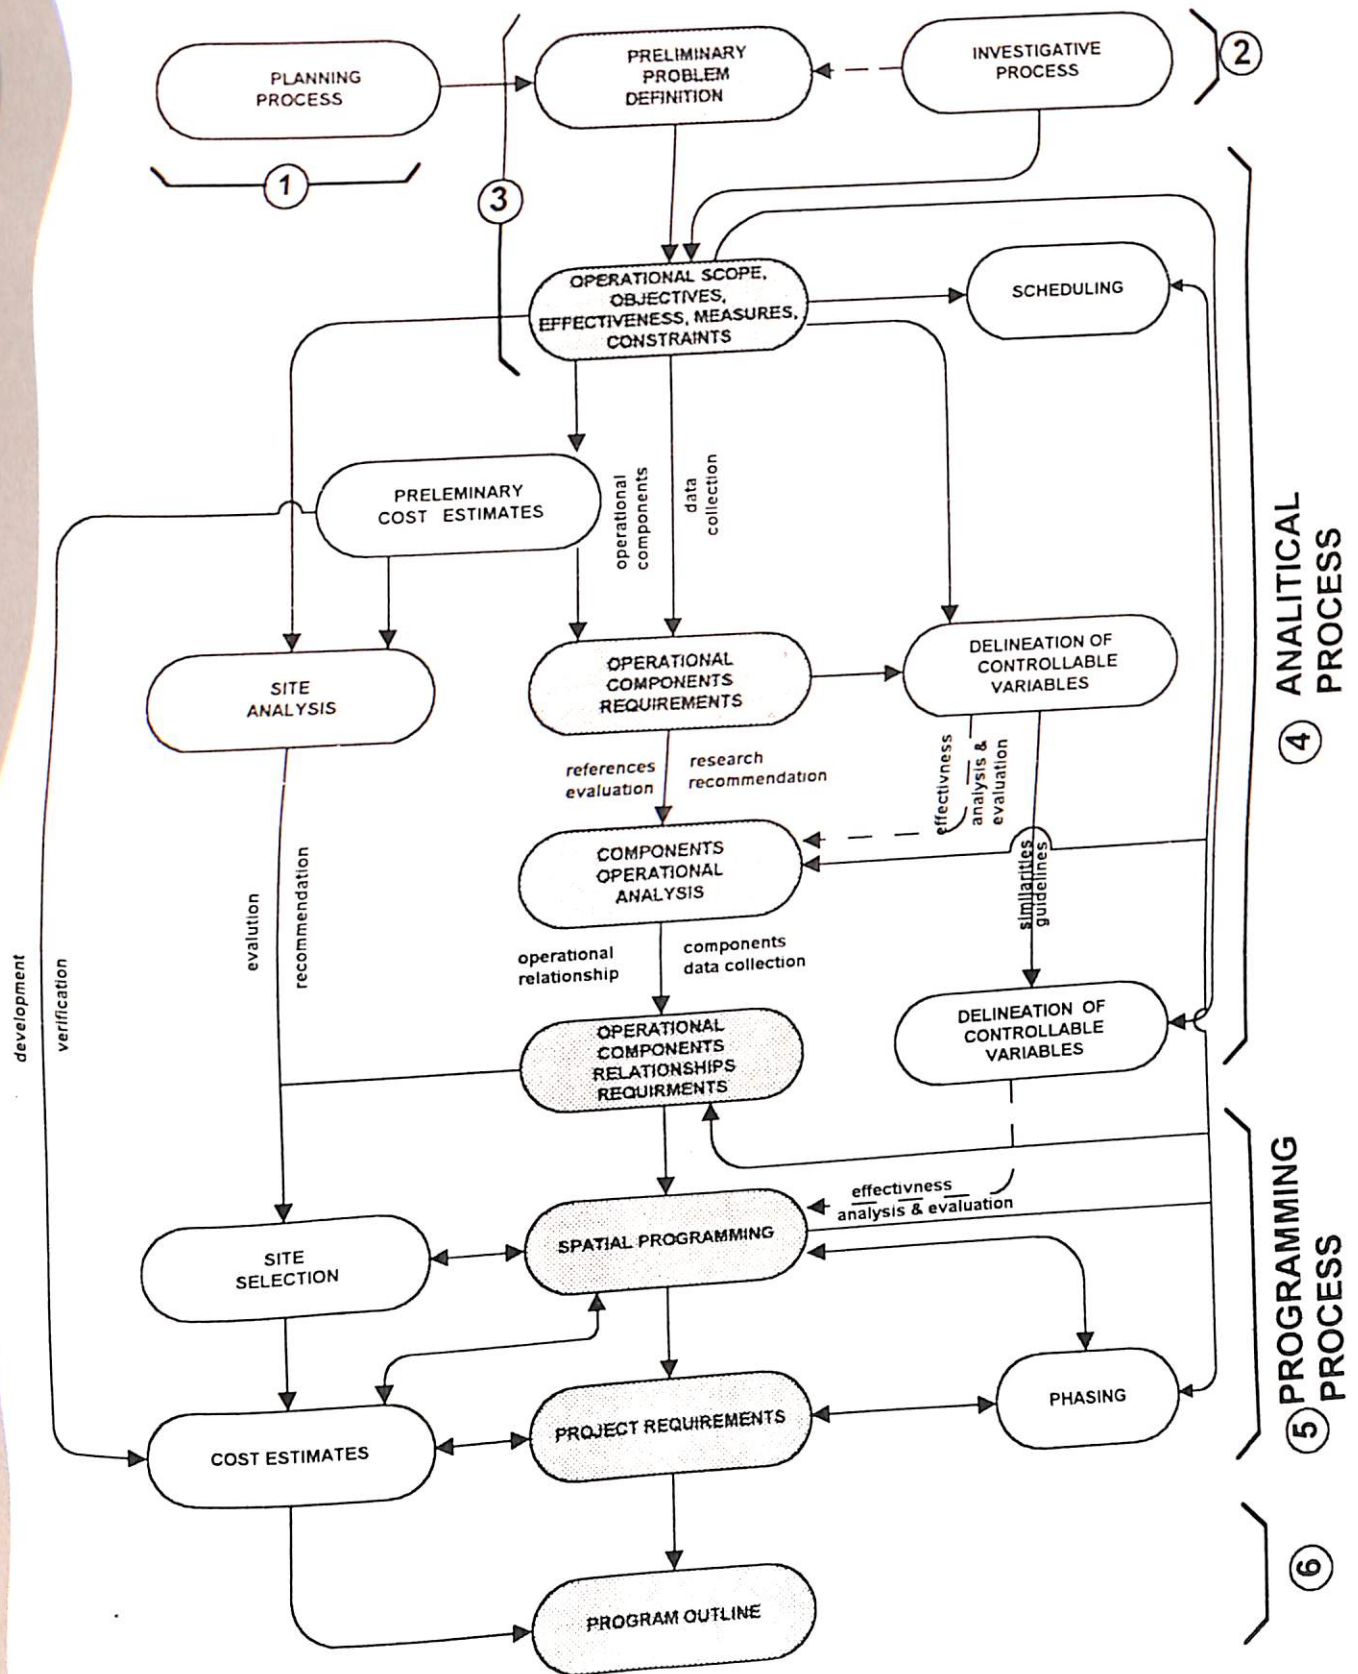 PLANNING
PROCESS
PRELIMINARY
PROBLEM
DEFINITION
INVESTIGATIVE
PROCESS
2
1
3
OPERATIONAL SCOPE,
OBJECTIVES,
EFFECTIVENESS, MEASURES,
CONSTRAINTS
SCHEDULING
PRELEMINARY
COST ESTIMATES
operational
components
data
collection
SITE
ANALYSIS
OPERATIONAL
COMPONENTS
REQUIREMENTS
DELINEATION OF
CONTROLLABLE
VARIABLES
4 ANALITICAL
PROCESS
references
evaluation
research
recommendation
effectivness
analysis &
evaluation
COMPONENTS
OPERATIONAL
ANALYSIS
similarities
guidelines
evalution
recommendation
development
verification
operational
relationship
components
data collection
OPERATIONAL
COMPONENTS
RELATIONSHIPS
REQUIRMENTS
DELINEATION OF
CONTROLLABLE
VARIABLES
effectivness
analysis & evaluation
SITE
SELECTION
SPATIAL PROGRAMMING
5 PROGRAMMING
PROCESS
COST ESTIMATES
PROJECT REQUIREMENTS
PHASING
PROGRAM OUTLINE
6